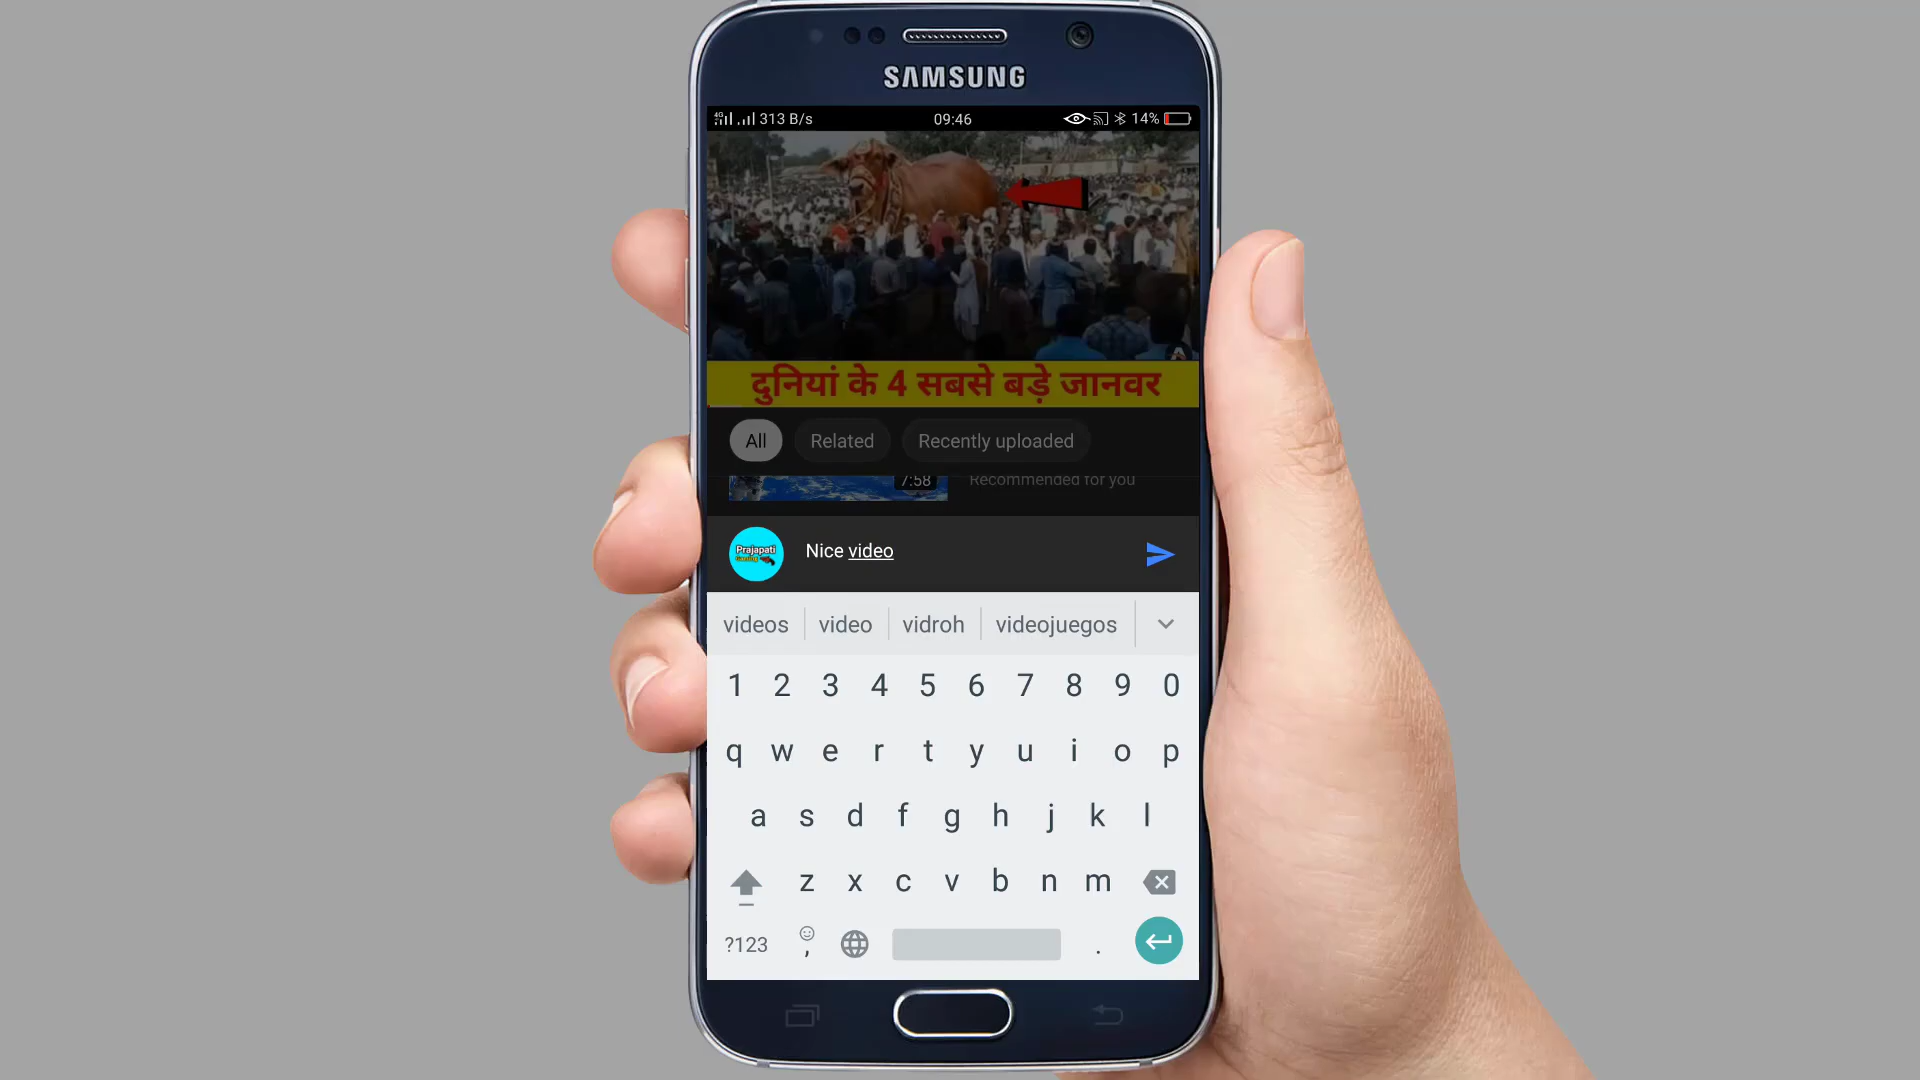 SAMSUNG
4G 313 B/s 09:46 14%
दुनियां के 4 सबसे बड़े जानवर
All Related Recently uploaded
7:58 Recommended for you
Prajapati
Nice video
videos video vidroh videojuegos
1 2 3 4 5 6 7 8 9 0
q w e r t y u i o p
a s d f g h j k l
z x c v b n m
?123 , .